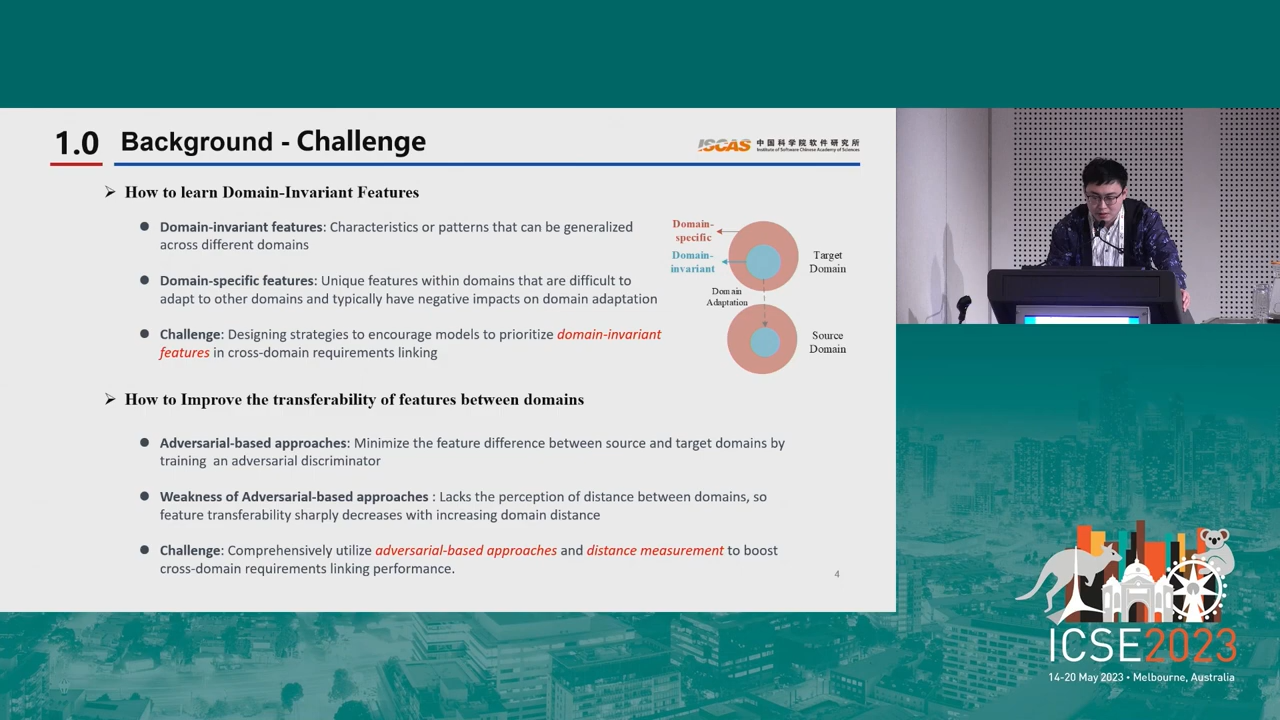 1.0 Background - Challenge
ISCAS 中国科学院软件研究所
Institute of Software Chinese Academy of Sciences
➢ How to learn Domain-Invariant Features
● Domain-invariant features: Characteristics or patterns that can be generalized
across different domains
● Domain-specific features: Unique features within domains that are difficult to
adapt to other domains and typically have negative impacts on domain adaptation
● Challenge: Designing strategies to encourage models to prioritize domain-invariant
features in cross-domain requirements linking
Domain-
specific
Domain-
invariant
Target
Domain
Domain
Adaptation
Source
Domain
➢ How to Improve the transferability of features between domains
● Adversarial-based approaches: Minimize the feature difference between source and target domains by
training an adversarial discriminator
● Weakness of Adversarial-based approaches : Lacks the perception of distance between domains, so
feature transferability sharply decreases with increasing domain distance
● Challenge: Comprehensively utilize adversarial-based approaches and distance measurement to boost
cross-domain requirements linking performance.
4
ICSE2023
14-20 May 2023 • Melbourne, Australia